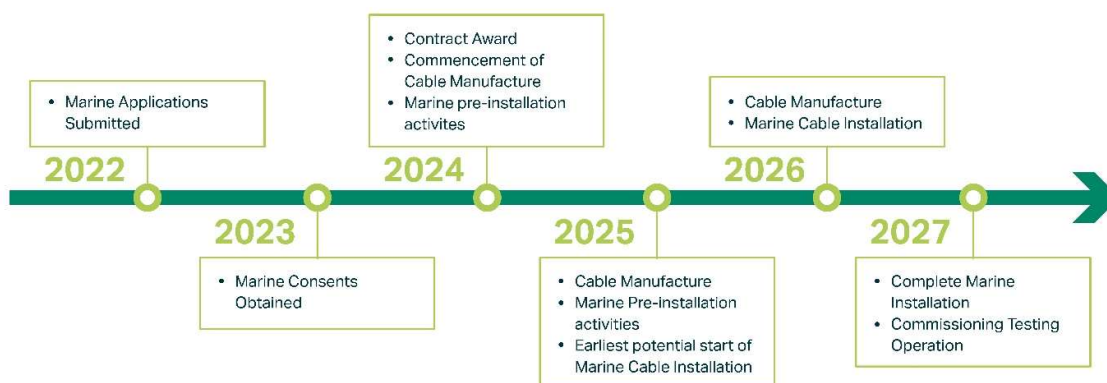 2022
• Marine Applications
Submitted
2023
• Marine Consents
Obtained
2024
• Contract Award
• Commencement of
Cable Manufacture
• Marine pre-installation
activites
2025
• Cable Manufacture
• Marine Pre-installation
activities
• Earliest potential start of
Marine Cable Installation
2026
• Cable Manufacture
• Marine Cable Installation
2027
• Complete Marine
Installation
• Commissioning Testing
Operation